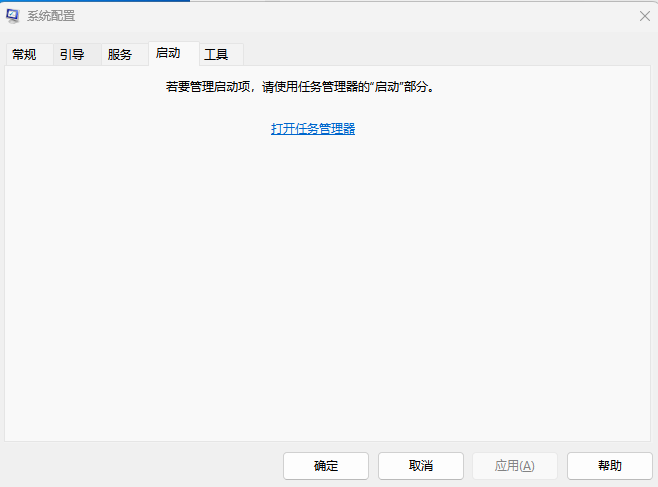 系统配置
常规 引导 服务 启动 工具
若要管理启动项，请使用任务管理器的“启动”部分。
打开任务管理器
确定 取消 应用(A) 帮助